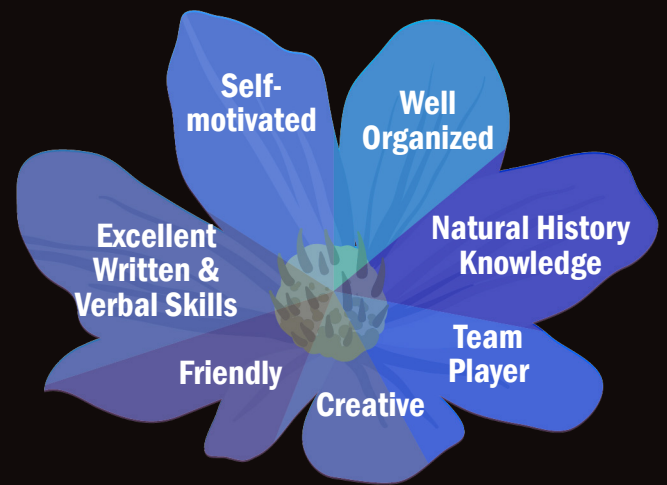 Self-
motivated
Well
Organized
Natural History
Knowledge
Excellent
Written &
Verbal Skills
Team
Player
Friendly
Creative